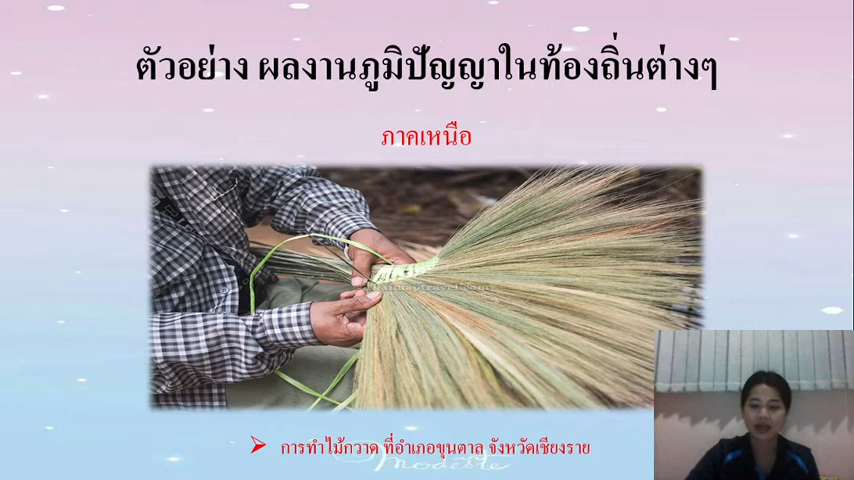 ตัวอย่าง ผลงานภูมิปัญญาในท้องถิ่นต่างๆ
ภาคเหนือ
การทำไม้กวาด ที่อำเภอขุนตาล จังหวัดเชียงราย
modeste